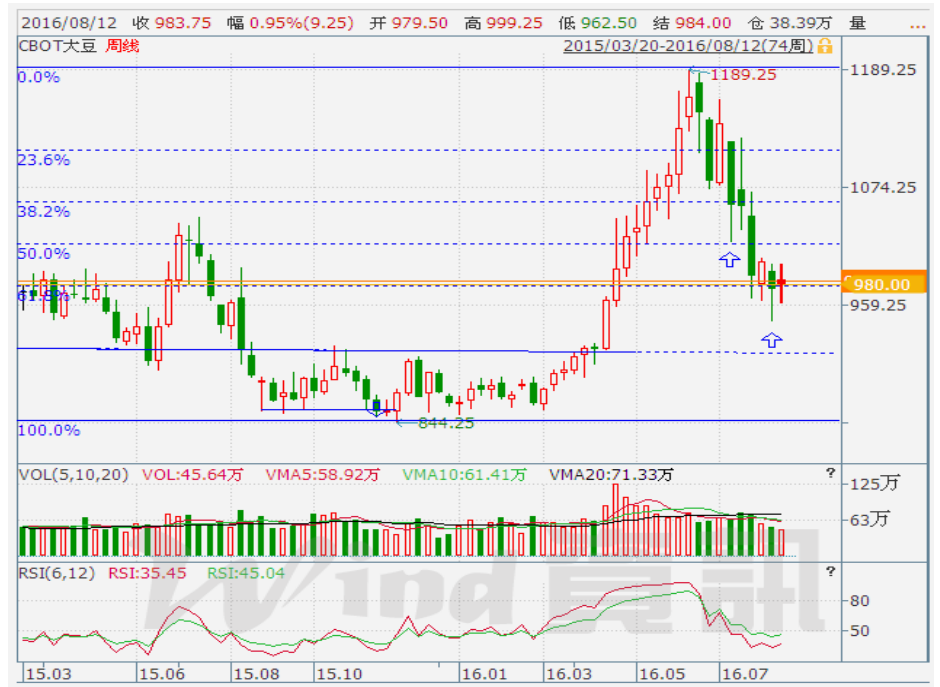 2016/08/12 收 983.75 幅 0.95%(9.25) 开 979.50 高 999.25 低 962.50 结 984.00 仓 38.39万 量 ...
CBOT大豆 周线 2015/03/20-2016/08/12(74周)
0.0%
1189.25
1189.25
23.6%
1074.25
38.2%
50.0%
61.8%
980.00
959.25
844.25
100.0%
VOL(5,10,20) VOL:45.64万 VMA5:58.92万 VMA10:61.41万 VMA20:71.33万 ?
125万
63万
RSI(6,12) RSI:35.45 RSI:45.04 ?
Wind 資訊
80
50
15.03 15.06 15.08 15.10 16.01 16.03 16.05 16.07